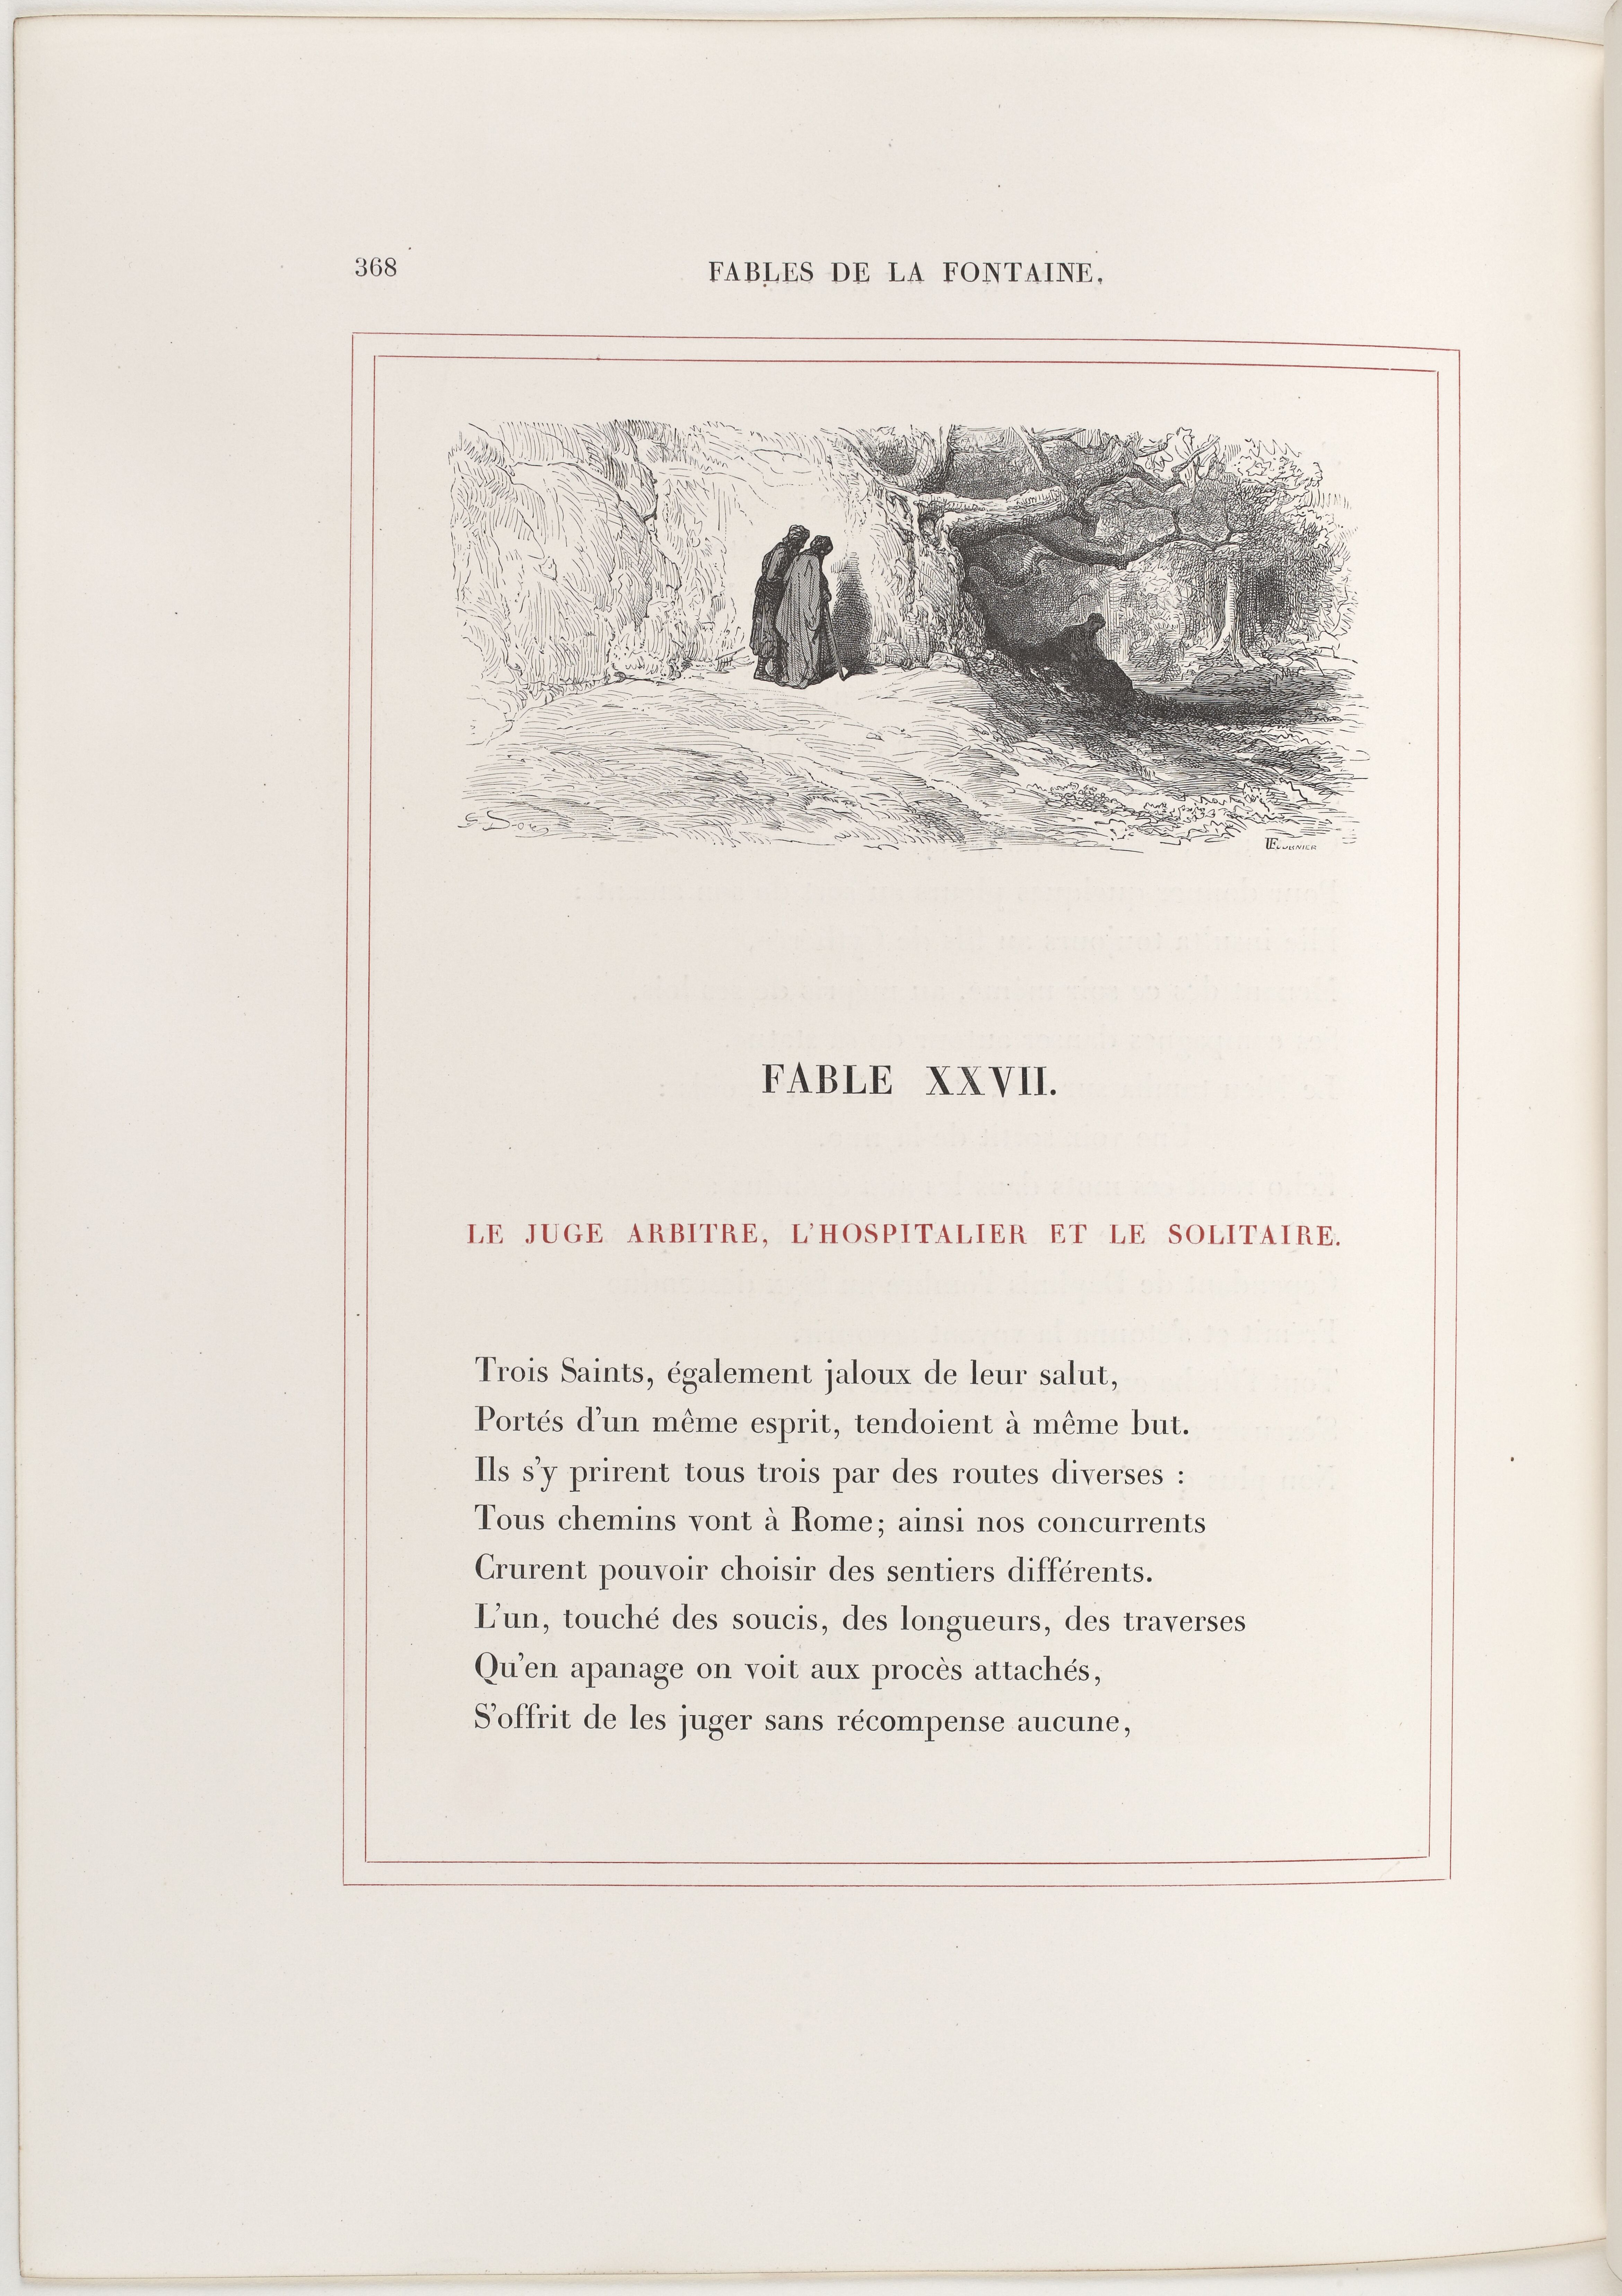 368
FABLES DE LA FONTAINE.
G. Doré
FABLE XXVII.
LE JUGE ARBITRE, L'HOSPITALIER ET LE SOLITAIRE.
Trois Saints, également jaloux de leur salut,
Portés d'un même esprit, tendoient à même but.
Ils s'y prirent tous trois par des routes diverses :
Tous chemins vont à Rome; ainsi nos concurrents
Crurent pouvoir choisir des sentiers différents.
L'un, touché des soucis, des longueurs, des traverses
Qu'en apanage on voit aux procès attachés,
S'offrit de les juger sans récompense aucune,